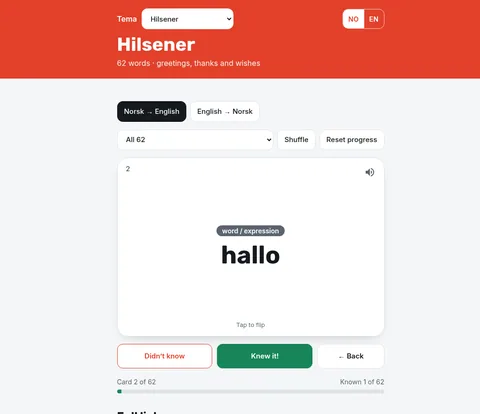 Tema Hilsener NO EN
Hilsener
62 words · greetings, thanks and wishes
Norsk → English English → Norsk
All 62 Shuffle Reset progress
2
word / expression
hallo
Tap to flip
Didn't know Knew it! ← Back
Card 2 of 62 Known 1 of 62